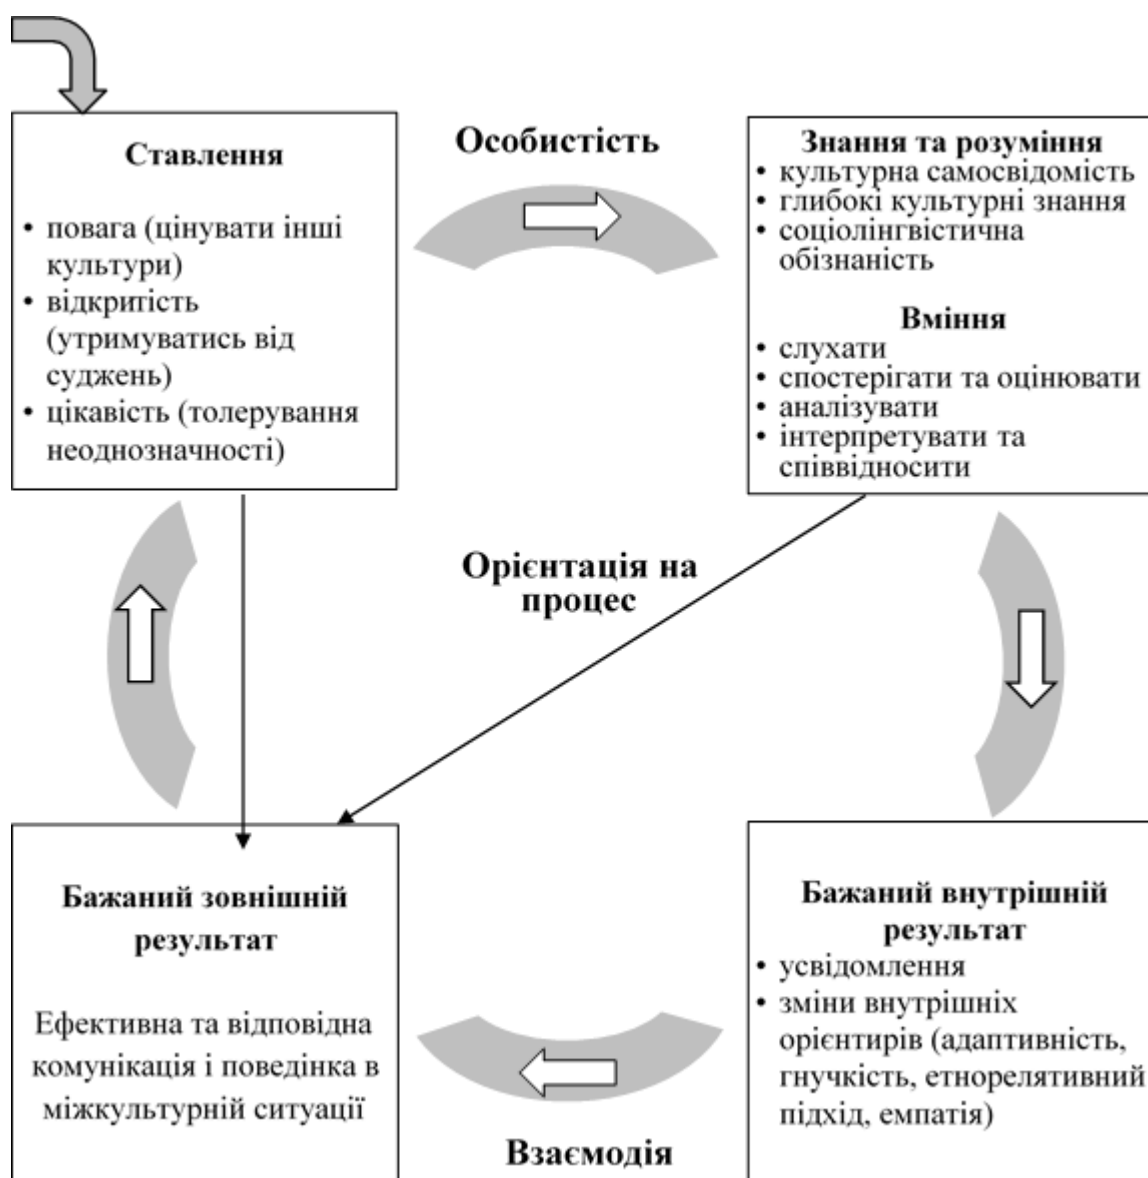 Ставлення
• повага (цінувати інші
культури)
• відкритість
(утримуватись від
суджень)
• цікавість (толерування
неоднозначності)
Особистість
Знання та розуміння
• культурна самосвідомість
• глибокі культурні знання
• соціолінгвістична
обізнаність
Вміння
• слухати
• спостерігати та оцінювати
• аналізувати
• інтерпретувати та
співвідносити
Орієнтація на
процес
Бажаний зовнішній
результат
Ефективна та відповідна
комунікація і поведінка в
міжкультурній ситуації
Бажаний внутрішній
результат
• усвідомлення
• зміни внутрішніх
орієнтирів (адаптивність,
гнучкість, етнорелятивний
підхід, емпатія)
Взаємодія